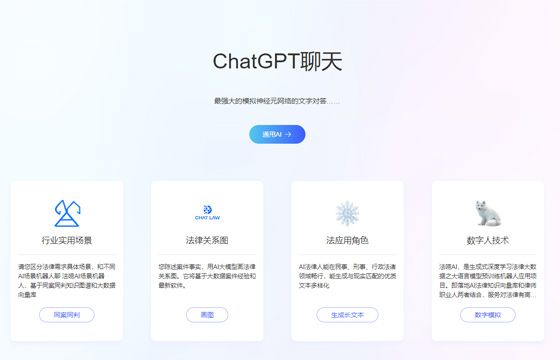 ChatGPT聊天
最强大的模拟神经元网络的文字对答……
通用AI →
CHAT LAW
行业实用场景
请您区分法律需求具体场景，和不同
AI场景机器人聊 法嗒AI场景机器
人，基于同案同判知识图谱和大数据
向量库
同案同判
法律关系图
您陈述案件事实，用AI大模型画法律
关系图。它将基于大数据案件经验和
最新软件。
画图
法应用角色
AI法律人能在民事、刑事、行政法诸
领域畅行，能生成与现实匹配的优质
文本多样化
生成长文本
数字人技术
法嗒AI，是生成式深度学习法律大数
据之大语言模型预训练机器人应用项
目。即落地AI法律知识向量库和律师
职业人两者结合，服务对法律有需...
数字模拟